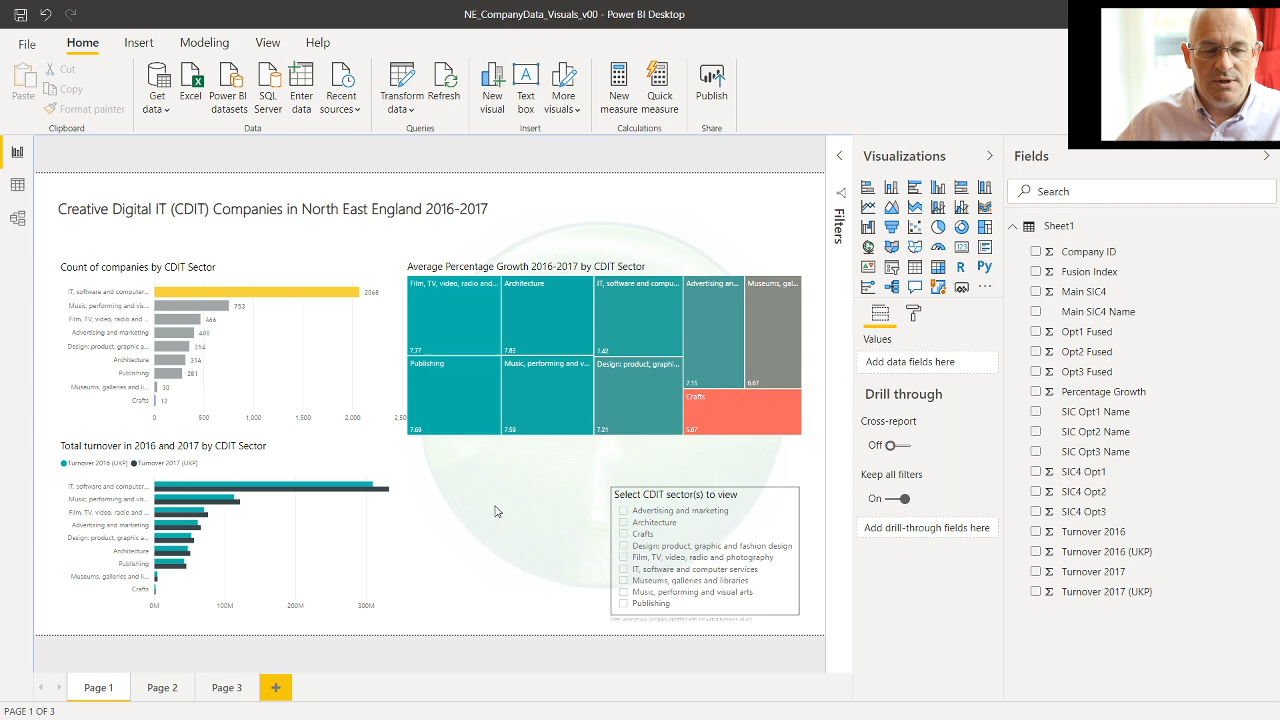 NE_CompanyData_Visuals_v00 - Power BI Desktop
File Home Insert Modeling View Help
Paste
Cut
Copy
Format painter
Clipboard
Get data
Excel
Power BI datasets
SQL Server
Enter data
Recent sources
Data
Transform data
Refresh
Queries
New visual
Text box
More visuals
Insert
New measure
Quick measure
Calculations
Publish
Share
Creative Digital IT (CDIT) Companies in North East England 2016-2017
Count of companies by CDIT Sector
IT, software and computer... 2068
Music, performing and vis... 753
Film, TV, video, radio and ... 466
Advertising and marketing 400
Design: product, graphic a... 354
Architecture 314
Publishing 281
Museums, galleries and li... 30
Crafts 12
0 500 1,000 1,500 2,000 2,50
Total turnover in 2016 and 2017 by CDIT Sector
Turnover 2016 (UKP) Turnover 2017 (UKP)
IT, software and computer...
Music, performing and vis...
Film, TV, video, radio and ...
Advertising and marketing
Design: product, graphic a...
Architecture
Publishing
Museums, galleries and li...
Crafts
0M 100M 200M 300M
Average Percentage Growth 2016-2017 by CDIT Sector
Film, TV, video, radio and...
7.77
Architecture
7.63
IT, software and compu...
7.42
Advertising an...
7.15
Museums, gal...
6.67
Publishing
7.69
Music, performing and v...
7.59
Design: product, graphi...
7.21
Crafts
5.67
Select CDIT sector(s) to view
Advertising and marketing
Architecture
Crafts
Design: product, graphic and fashion design
Film, TV, video, radio and photography
IT, software and computer services
Museums, galleries and libraries
Music, performing and visual arts
Publishing
Note: anonymous company identities with simulated turnover values
Filters
Visualizations
R Py
Values
Add data fields here
Drill through
Cross-report
Off
Keep all filters
On
Add drill-through fields here
Fields
Search
Sheet1
Company ID
Fusion Index
Main SIC4
Main SIC4 Name
Opt1 Fused
Opt2 Fused
Opt3 Fused
Percentage Growth
SIC Opt1 Name
SIC Opt2 Name
SIC Opt3 Name
SIC4 Opt1
SIC4 Opt2
SIC4 Opt3
Turnover 2016
Turnover 2016 (UKP)
Turnover 2017
Turnover 2017 (UKP)
Page 1 Page 2 Page 3
PAGE 1 OF 3